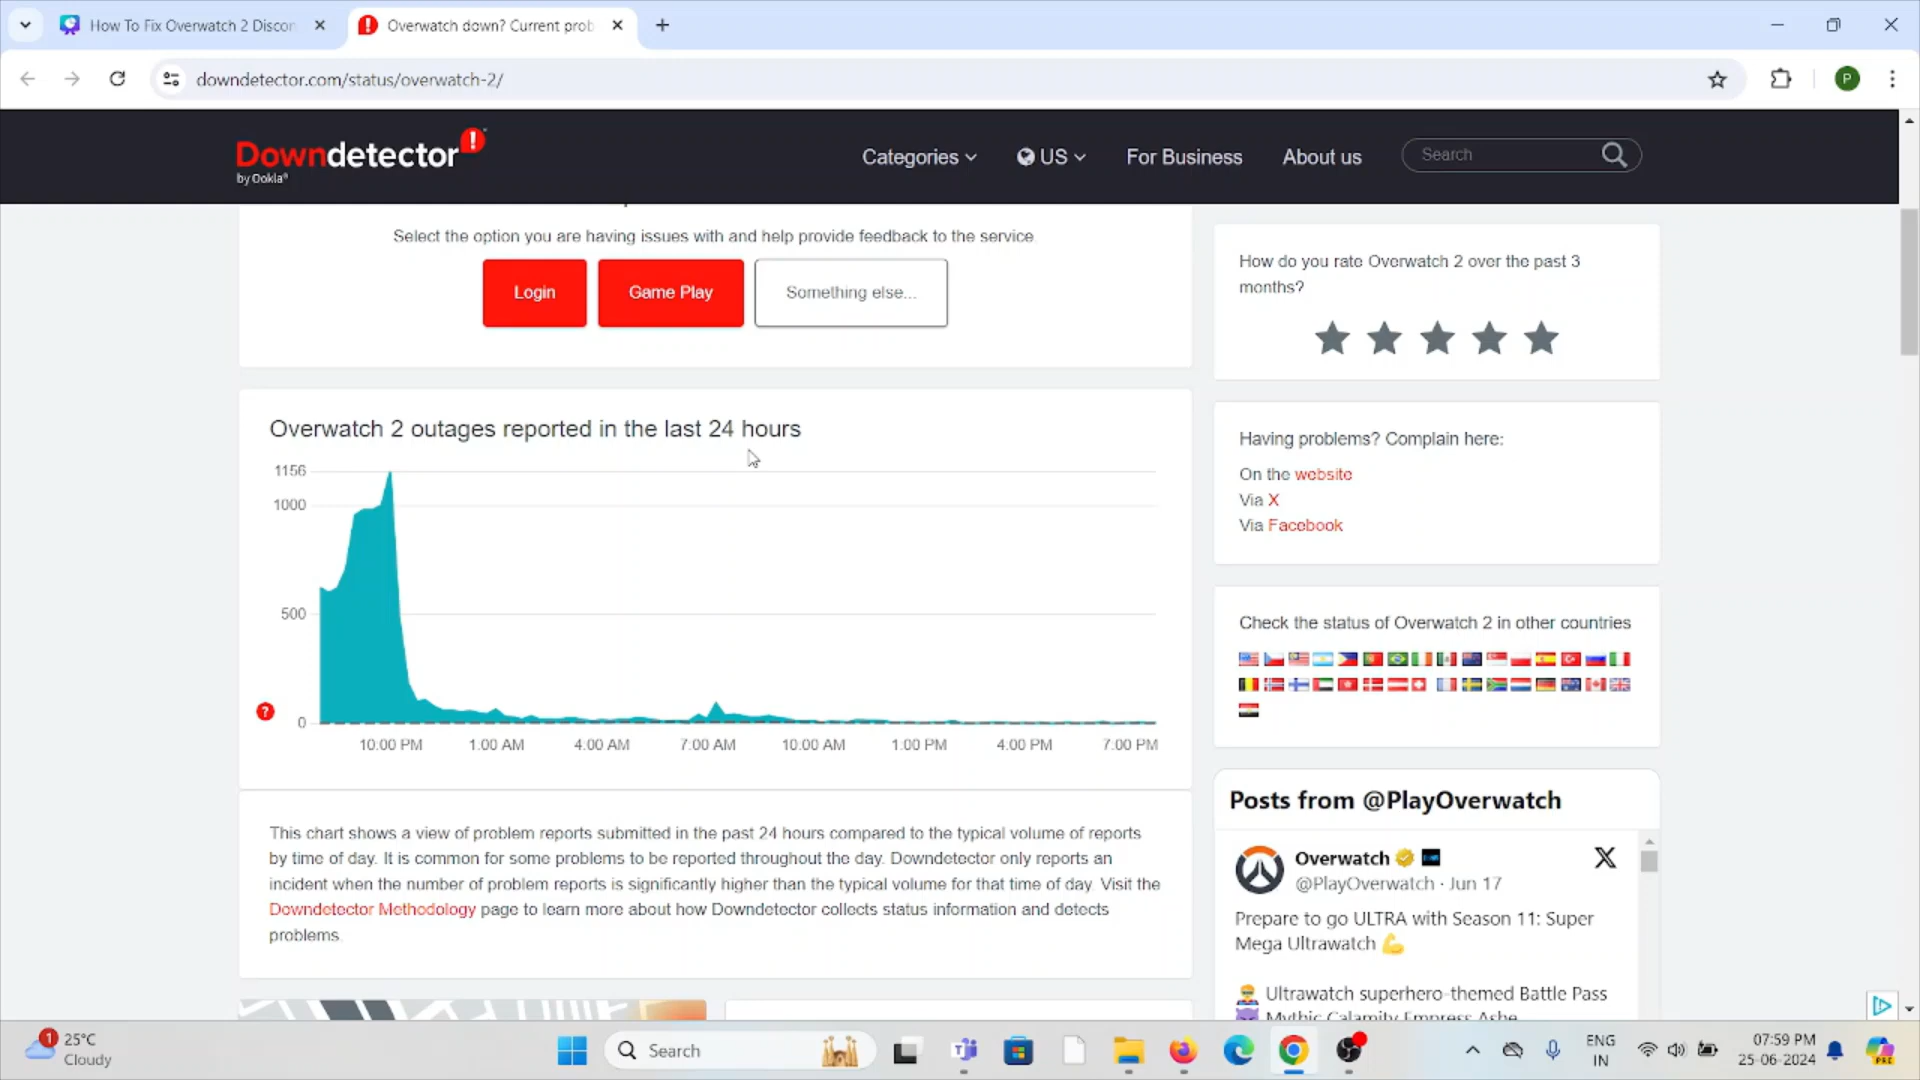 How To Fix Overwatch 2 Discon
Overwatch down? Current prob
downdetector.com/status/overwatch-2/
P
Downdetector !
by Ookla®
Categories
US
For Business
About us
Search
Select the option you are having issues with and help provide feedback to the service
Login
Game Play
Something else...
How do you rate Overwatch 2 over the past 3
months?
Overwatch 2 outages reported in the last 24 hours
1156
1000
500
0
?
10:00 PM
1:00 AM
4:00 AM
7:00 AM
10:00 AM
1:00 PM
4:00 PM
7:00 PM
Having problems? Complain here:
On the website
Via X
Via Facebook
Check the status of Overwatch 2 in other countries
This chart shows a view of problem reports submitted in the past 24 hours compared to the typical volume of reports
by time of day. It is common for some problems to be reported throughout the day. Downdetector only reports an
incident when the number of problem reports is significantly higher than the typical volume for that time of day. Visit the
Downdetector Methodology page to learn more about how Downdetector collects status information and detects
problems.
Posts from @PlayOverwatch
Overwatch
@PlayOverwatch · Jun 17
Prepare to go ULTRA with Season 11: Super
Mega Ultrawatch 💪
Ultrawatch superhero-themed Battle Pass
Mythic Calamity Empress Ashe
1
25°C
Cloudy
Search
ENG
IN
07:59 PM
25-06-2024
PRE